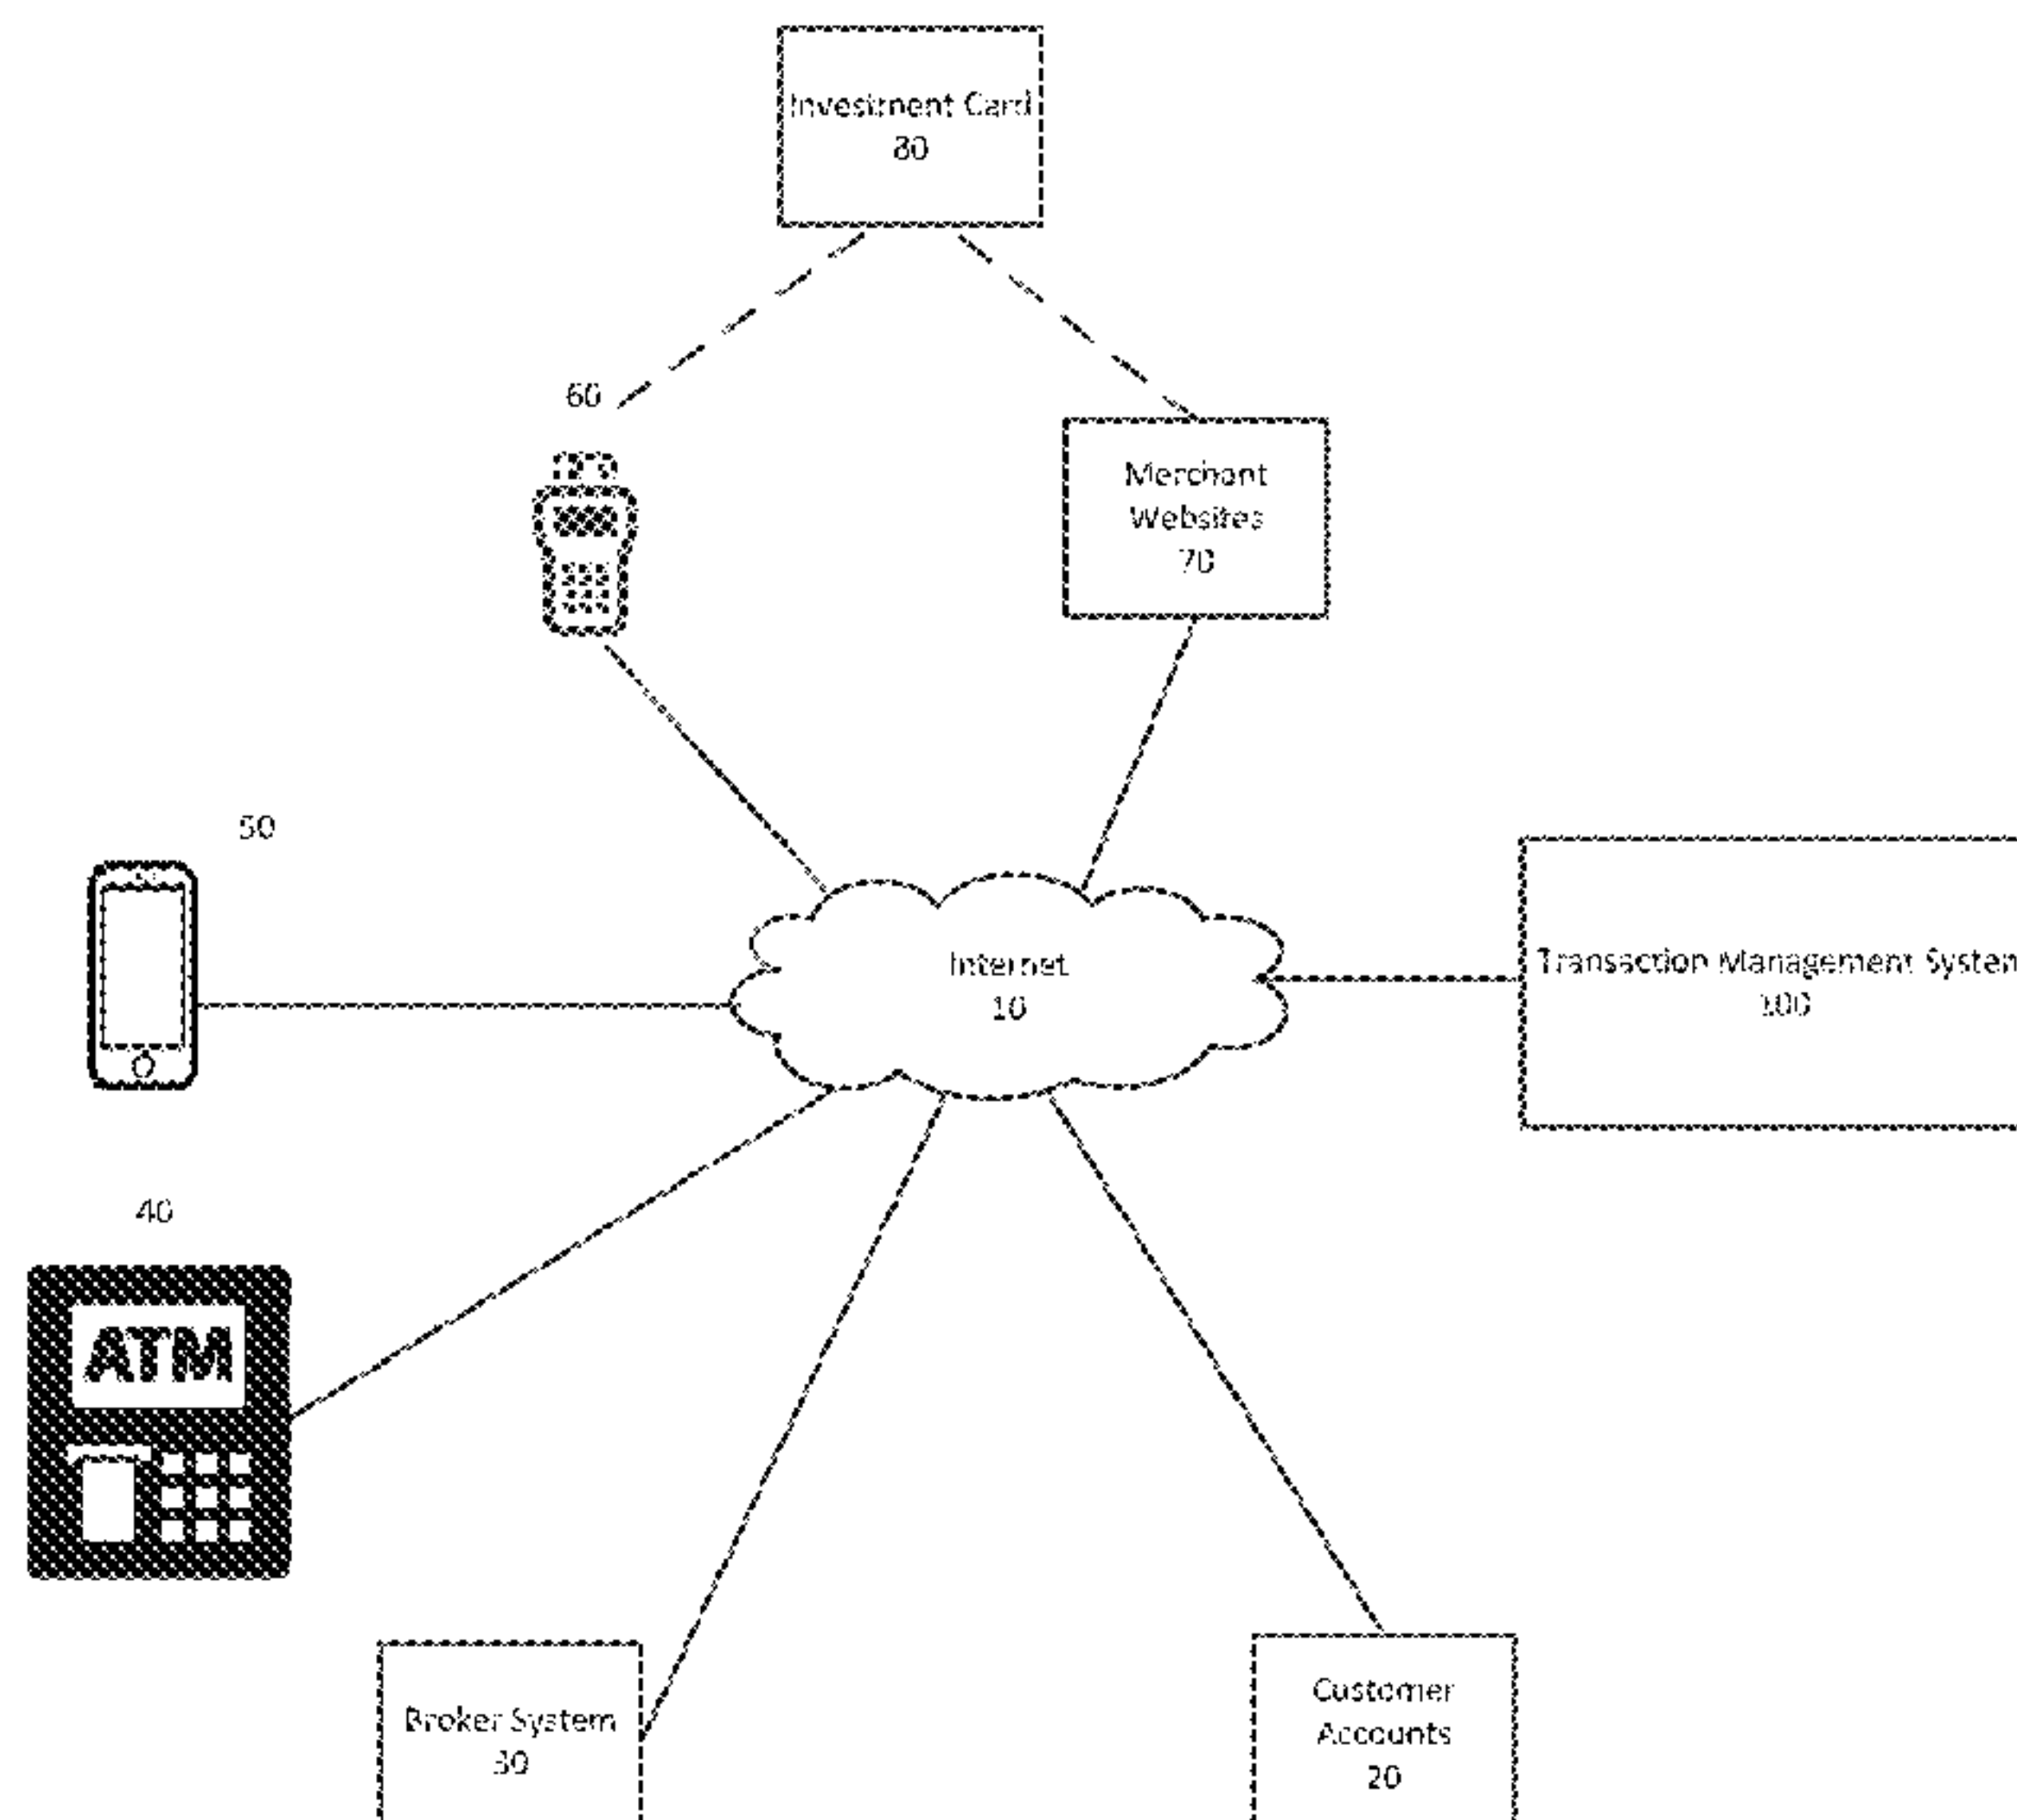 Investment Card
80
60
Merchant
Websites
70
50
Internet
10
Transaction Management System
100
40
ATM
Broker System
30
Customer
Accounts
20